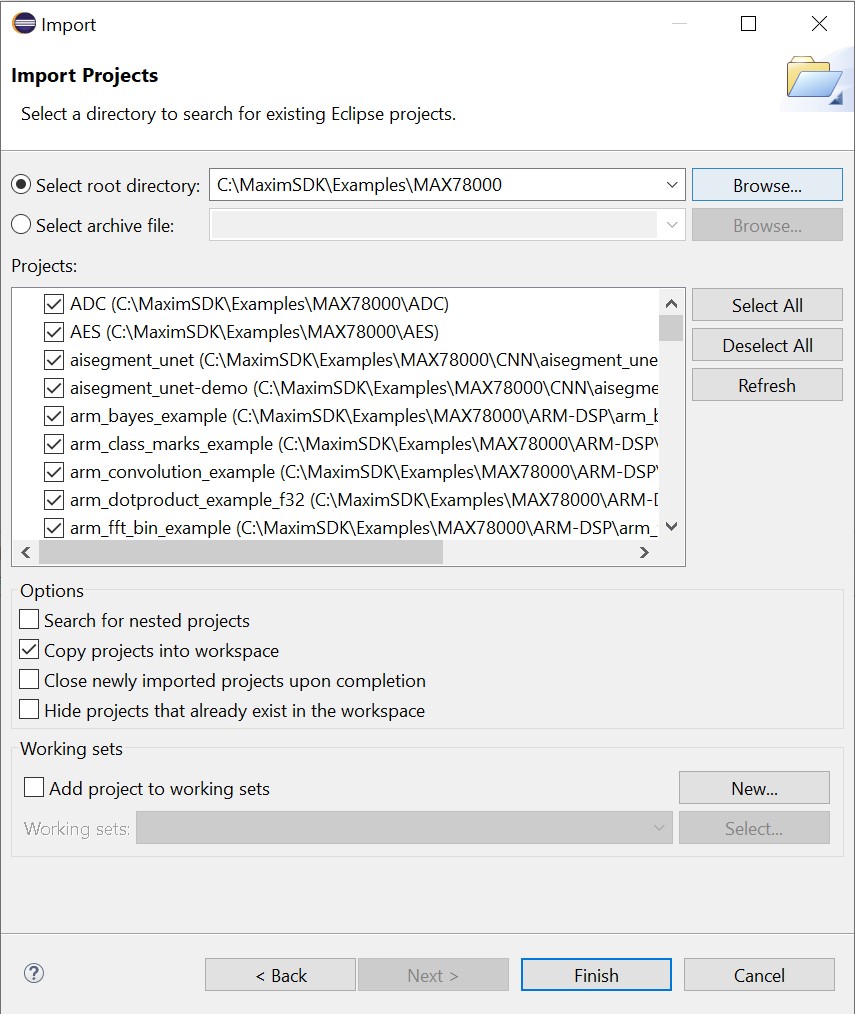 Import
Import Projects
Select a directory to search for existing Eclipse projects.
Select root directory: C:\MaximSDK\Examples\MAX78000 Browse...
Select archive file: Browse...
Projects:
ADC (C:\MaximSDK\Examples\MAX78000\ADC) Select All
AES (C:\MaximSDK\Examples\MAX78000\AES) Deselect All
aisegment_unet (C:\MaximSDK\Examples\MAX78000\CNN\aisegment_une
aisegment_unet-demo (C:\MaximSDK\Examples\MAX78000\CNN\aisegme Refresh
arm_bayes_example (C:\MaximSDK\Examples\MAX78000\ARM-DSP\arm_b
arm_class_marks_example (C:\MaximSDK\Examples\MAX78000\ARM-DSP\
arm_convolution_example (C:\MaximSDK\Examples\MAX78000\ARM-DSP\
arm_dotproduct_example_f32 (C:\MaximSDK\Examples\MAX78000\ARM-D
arm_fft_bin_example (C:\MaximSDK\Examples\MAX78000\ARM-DSP\arm_
Options
Search for nested projects
Copy projects into workspace
Close newly imported projects upon completion
Hide projects that already exist in the workspace
Working sets
Add project to working sets New...
Working sets: Select...
? < Back Next > Finish Cancel